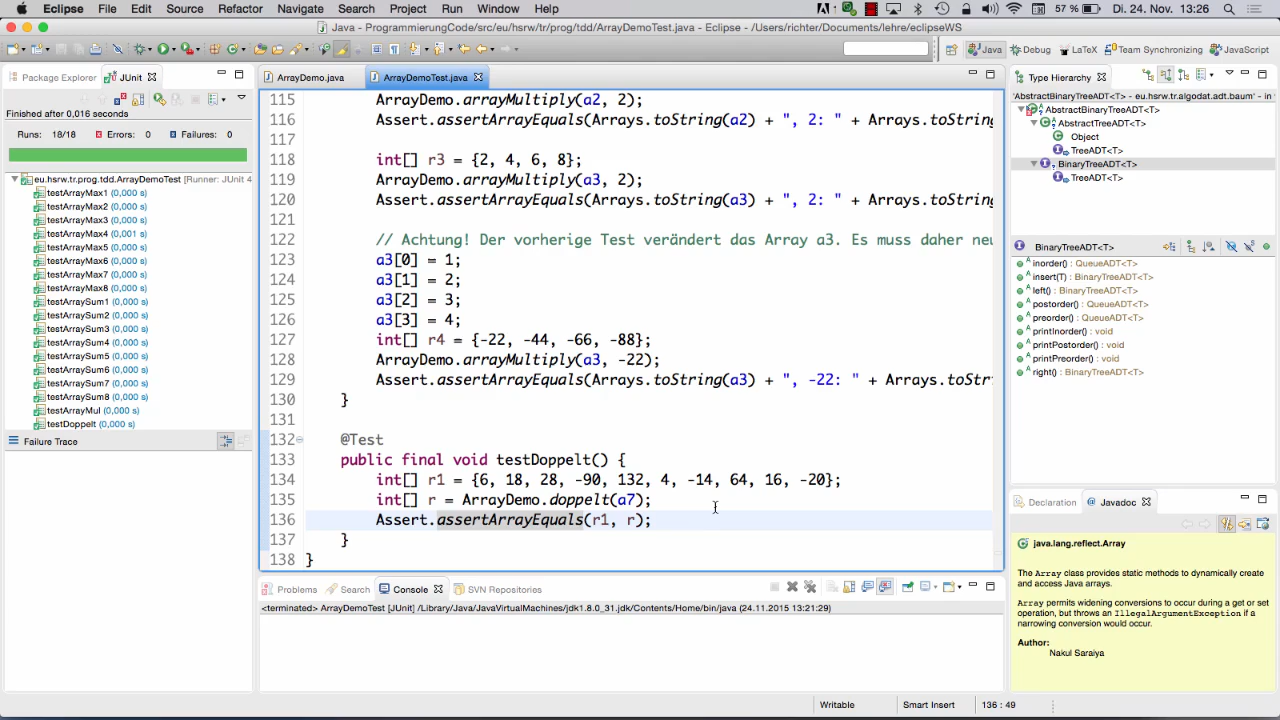 Eclipse File Edit Source Refactor Navigate Search Project Run Window Help 57 % Di. 24. Nov. 13:26
Java - ProgrammierungCode/src/eu/hsrw/tr/prog/tdd/ArrayDemoTest.java - Eclipse - /Users/richter/Documents/lehre/eclipseWS
Java Debug LaTeX Team Synchronizing JavaScript
Package Explorer JUnit
Finished after 0,016 seconds
Runs: 18/18 Errors: 0 Failures: 0
eu.hsrw.tr.prog.tdd.ArrayDemoTest [Runner: JUnit 4
testArrayMax1 (0,000 s)
testArrayMax2 (0,000 s)
testArrayMax3 (0,000 s)
testArrayMax4 (0,001 s)
testArrayMax5 (0,000 s)
testArrayMax6 (0,000 s)
testArrayMax7 (0,000 s)
testArrayMax8 (0,000 s)
testArraySum1 (0,000 s)
testArraySum2 (0,000 s)
testArraySum3 (0,000 s)
testArraySum4 (0,000 s)
testArraySum5 (0,000 s)
testArraySum6 (0,000 s)
testArraySum7 (0,000 s)
testArraySum8 (0,000 s)
testArrayMul (0,000 s)
testDoppelt (0,000 s)
Failure Trace
ArrayDemo.java ArrayDemoTest.java
115 ArrayDemo.arrayMultiply(a2, 2);
116 Assert.assertArrayEquals(Arrays.toString(a2) + ", 2: " + Arrays.toStr
117
118 int[] r3 = {2, 4, 6, 8};
119 ArrayDemo.arrayMultiply(a3, 2);
120 Assert.assertArrayEquals(Arrays.toString(a3) + ", 2: " + Arrays.toStr
121
122 // Achtung! Der vorherige Test verändert das Array a3. Es muss daher neu
123 a3[0] = 1;
124 a3[1] = 2;
125 a3[2] = 3;
126 a3[3] = 4;
127 int[] r4 = {-22, -44, -66, -88};
128 ArrayDemo.arrayMultiply(a3, -22);
129 Assert.assertArrayEquals(Arrays.toString(a3) + ", -22: " + Arrays.toStr
130 }
131
132 @Test
133 public final void testDoppelt() {
134 int[] r1 = {6, 18, 28, -90, 132, 4, -14, 64, 16, -20};
135 int[] r = ArrayDemo.doppelt(a7);
136 Assert.assertArrayEquals(r1, r);
137 }
138 }
Problems Search Console SVN Repositories
<terminated> ArrayDemoTest [JUnit] /Library/Java/JavaVirtualMachines/jdk1.8.0_31.jdk/Contents/Home/bin/java (24.11.2015 13:21:29)
Type Hierarchy
'AbstractBinaryTreeADT<T>' - eu.hsrw.tr.algodat.adt.baum' - in
AbstractBinaryTreeADT<T>
AbstractTreeADT<T>
Object
TreeADT<T>
BinaryTreeADT<T>
TreeADT<T>
BinaryTreeADT<T>
inorder() : QueueADT<T>
insert(T) : BinaryTreeADT<T>
left() : BinaryTreeADT<T>
postorder() : QueueADT<T>
preorder() : QueueADT<T>
printInorder() : void
printPostorder() : void
printPreorder() : void
right() : BinaryTreeADT<T>
Declaration Javadoc
java.lang.reflect.Array
The Array class provides static methods to dynamically create
and access Java arrays.
Array permits widening conversions to occur during a get or set
operation, but throws an IllegalArgumentException if a
narrowing conversion would occur.
Author:
Nakul Saraiya
Writable Smart Insert 136 : 49